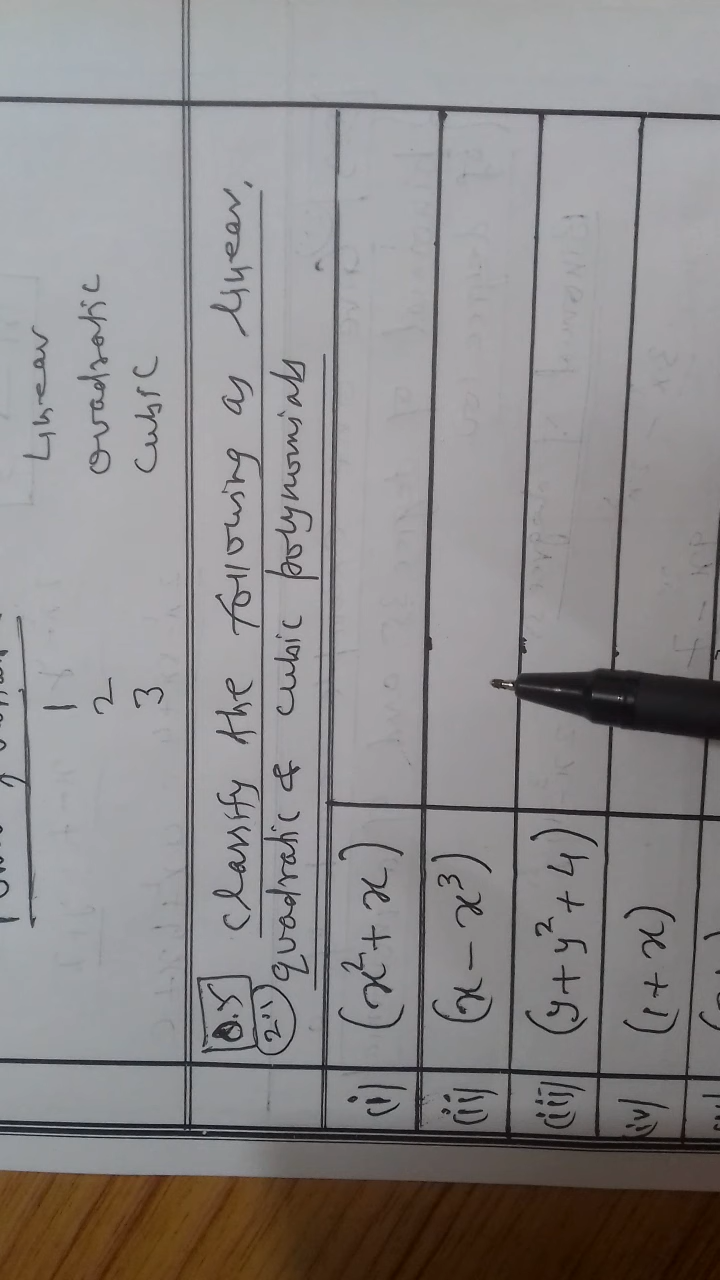 1 Linear
2 Quadratic
3 Cubic
Q.5 Classify the following as linear,
2.1 quadratic & cubic polynomials
(i) (x² + x)
(ii) (x - x³)
(iii) (y + y² + 4)
(iv) (1 + x)